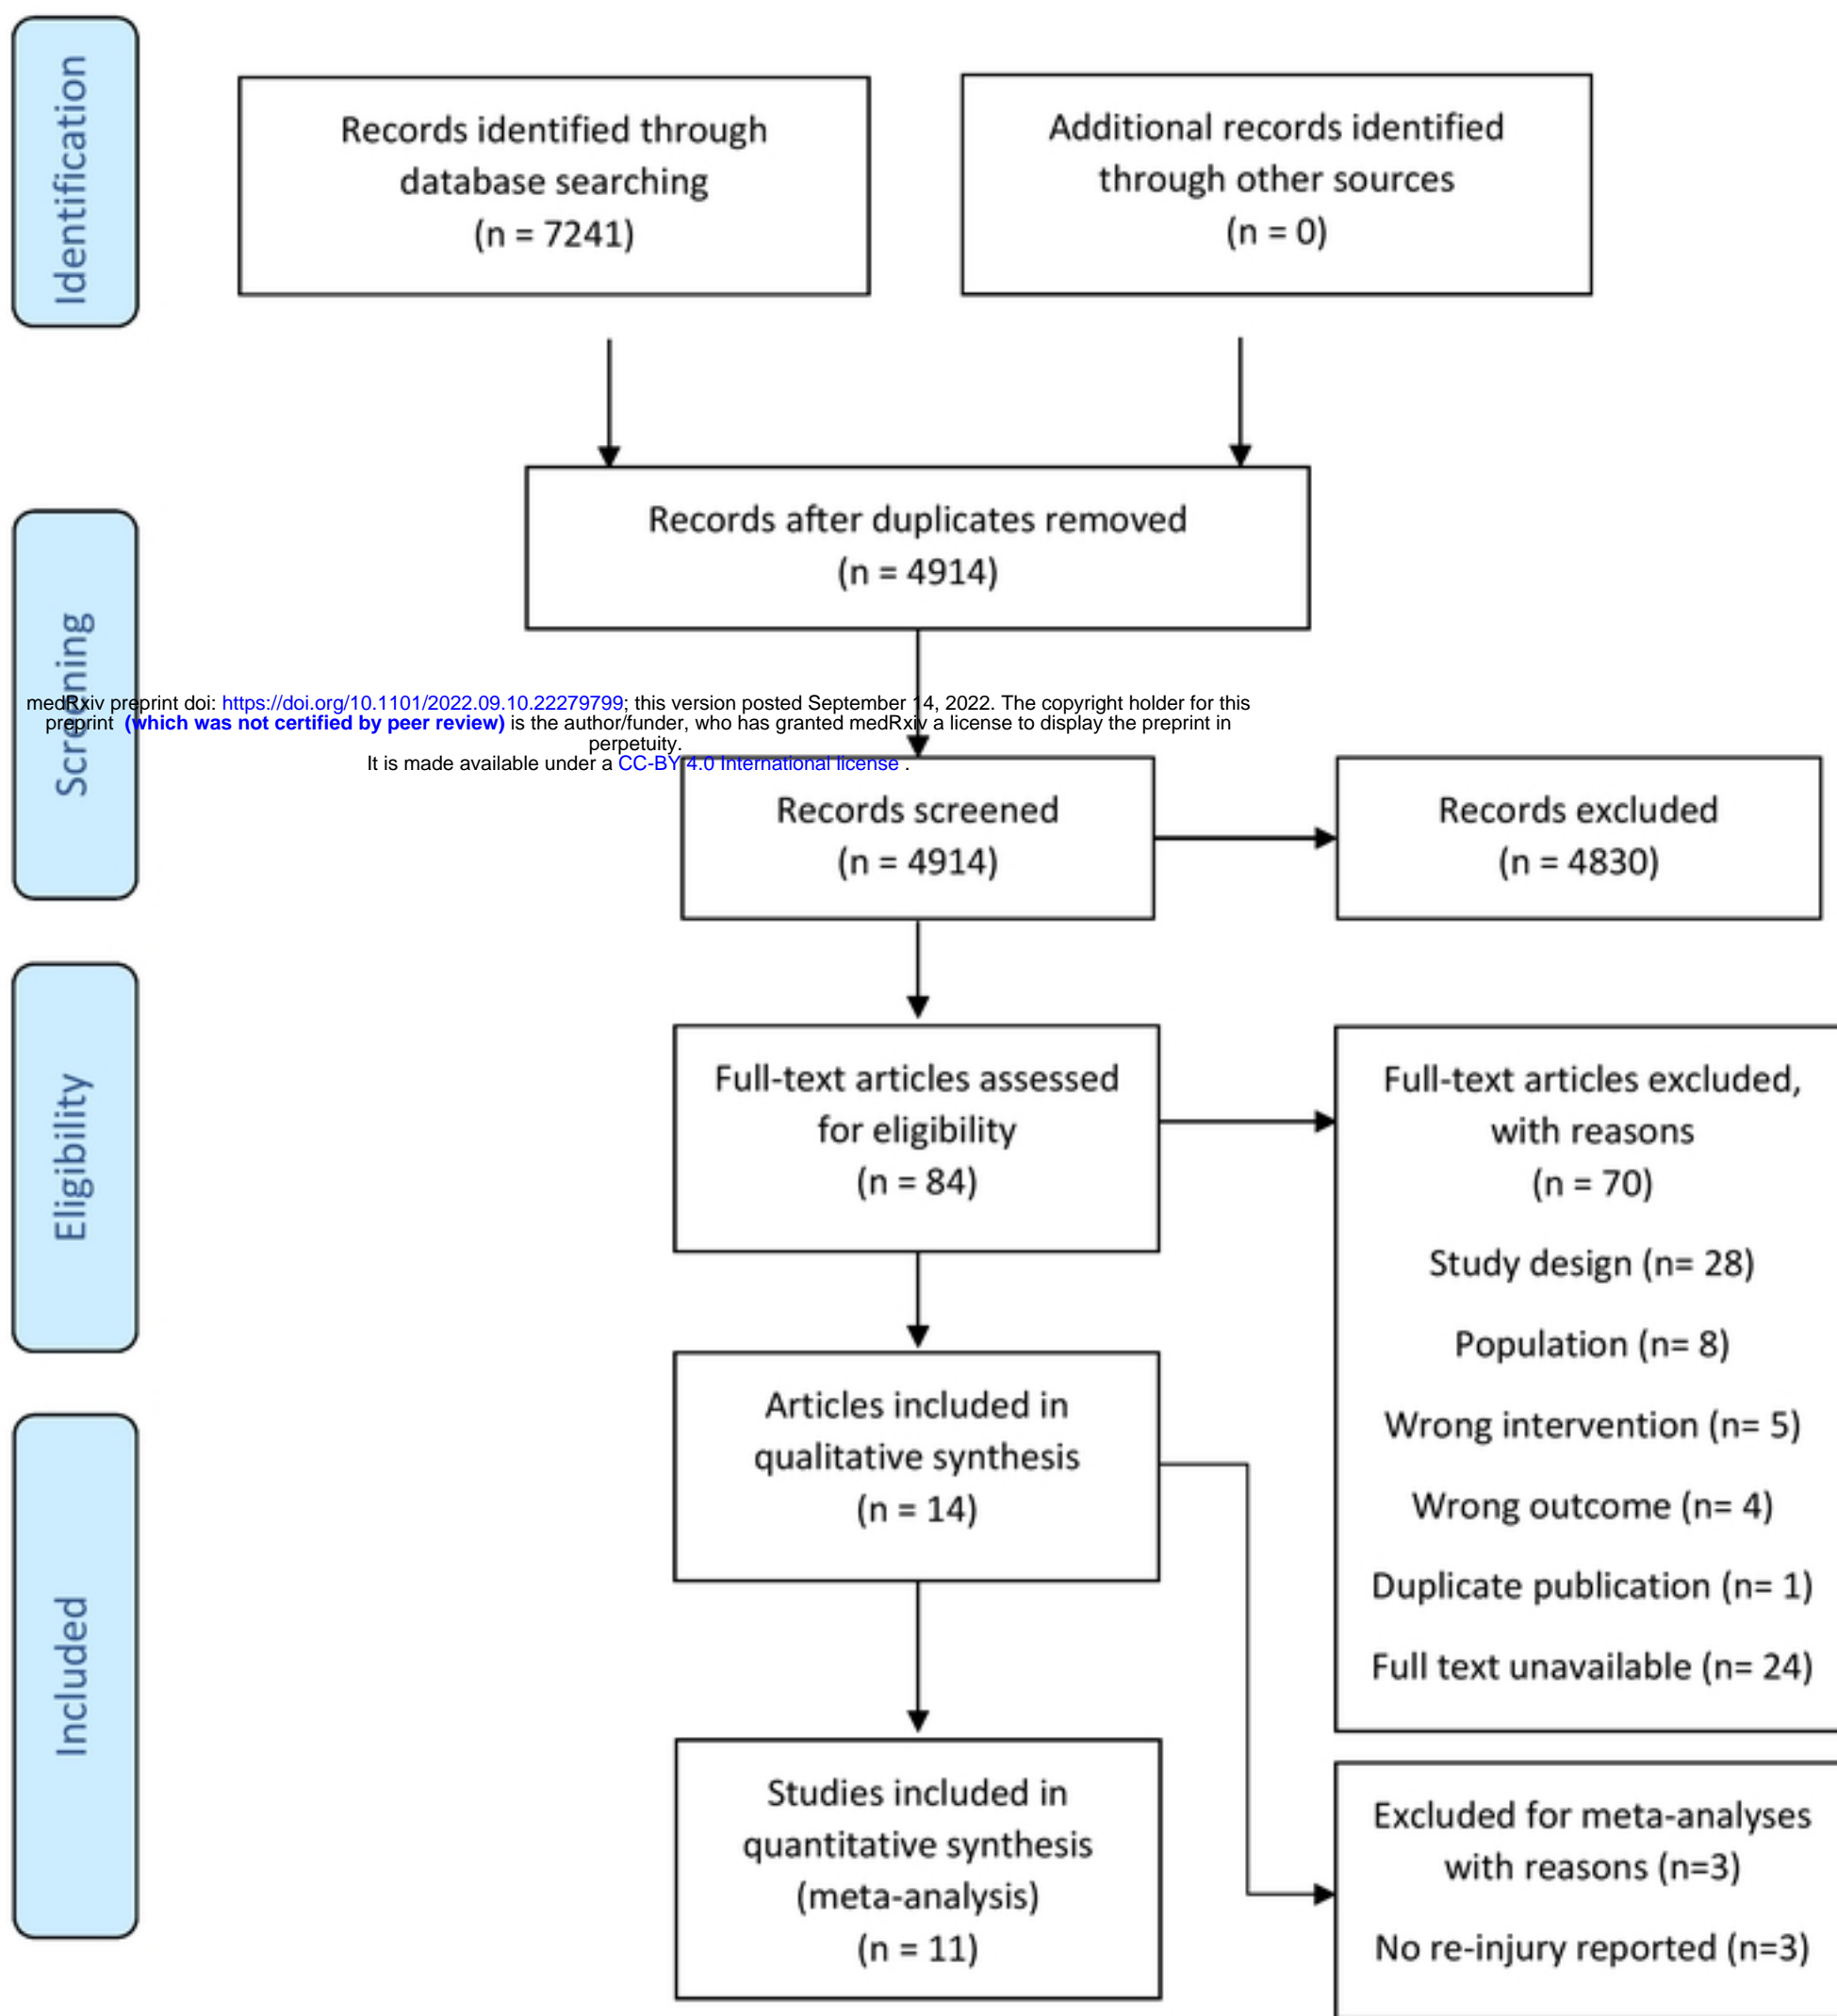 Identification
Records identified through
database searching
(n = 7241)
Additional records identified
through other sources
(n = 0)
Records after duplicates removed
(n = 4914)
Screening
medRxiv preprint doi: https://doi.org/10.1101/2022.09.10.22279799; this version posted September 14, 2022. The copyright holder for this
preprint (which was not certified by peer review) is the author/funder, who has granted medRxiv a license to display the preprint in
perpetuity.
It is made available under a CC-BY 4.0 International license .
Records screened
(n = 4914)
Records excluded
(n = 4830)
Eligibility
Full-text articles assessed
for eligibility
(n = 84)
Full-text articles excluded,
with reasons
(n = 70)
Study design (n= 28)
Population (n= 8)
Wrong intervention (n= 5)
Wrong outcome (n= 4)
Duplicate publication (n= 1)
Full text unavailable (n= 24)
Included
Articles included in
qualitative synthesis
(n = 14)
Studies included in
quantitative synthesis
(meta-analysis)
(n = 11)
Excluded for meta-analyses
with reasons (n=3)
No re-injury reported (n=3)